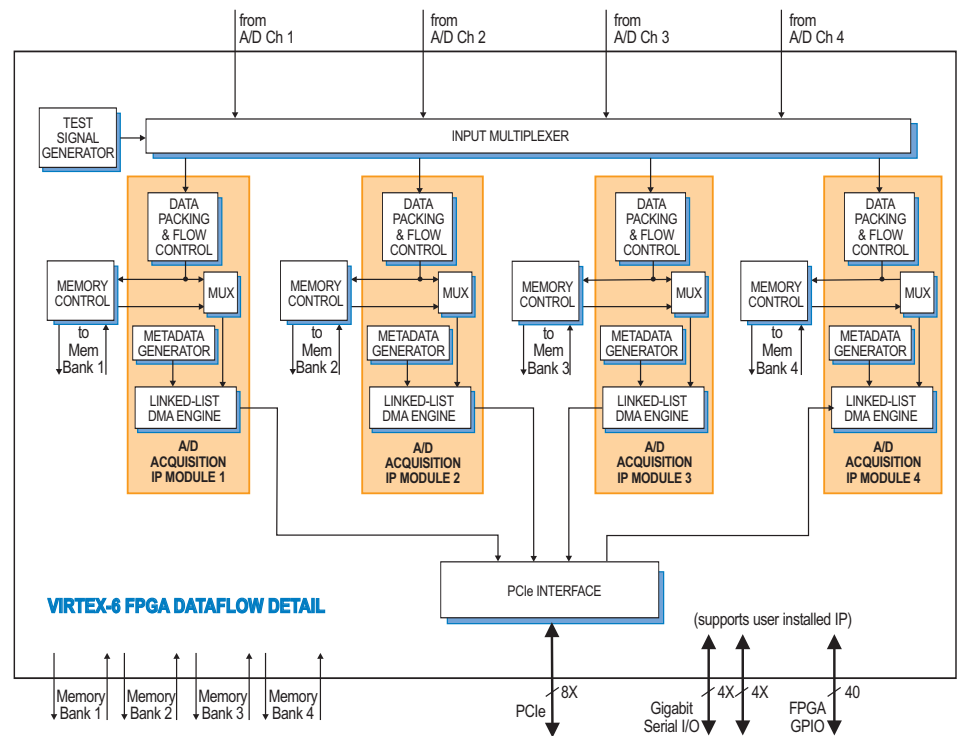 from
A/D Ch 1
from
A/D Ch 2
from
A/D Ch 3
from
A/D Ch 4
TEST
SIGNAL
GENERATOR
INPUT MULTIPLEXER
DATA
PACKING
& FLOW
CONTROL
MEMORY
CONTROL
MUX
to
Mem
Bank 1
METADATA
GENERATOR
LINKED-LIST
DMA ENGINE
A/D
ACQUISITION
IP MODULE 1
DATA
PACKING
& FLOW
CONTROL
MEMORY
CONTROL
MUX
to
Mem
Bank 2
METADATA
GENERATOR
LINKED-LIST
DMA ENGINE
A/D
ACQUISITION
IP MODULE 2
DATA
PACKING
& FLOW
CONTROL
MEMORY
CONTROL
MUX
to
Mem
Bank 3
METADATA
GENERATOR
LINKED-LIST
DMA ENGINE
A/D
ACQUISITION
IP MODULE 3
DATA
PACKING
& FLOW
CONTROL
MEMORY
CONTROL
MUX
to
Mem
Bank 4
METADATA
GENERATOR
LINKED-LIST
DMA ENGINE
A/D
ACQUISITION
IP MODULE 4
PCIe INTERFACE
VIRTEX-6 FPGA DATAFLOW DETAIL
(supports user installed IP)
Memory
Bank 1
Memory
Bank 2
Memory
Bank 3
Memory
Bank 4
8X
PCIe
4X
4X
Gigabit
Serial I/O
40
FPGA
GPIO